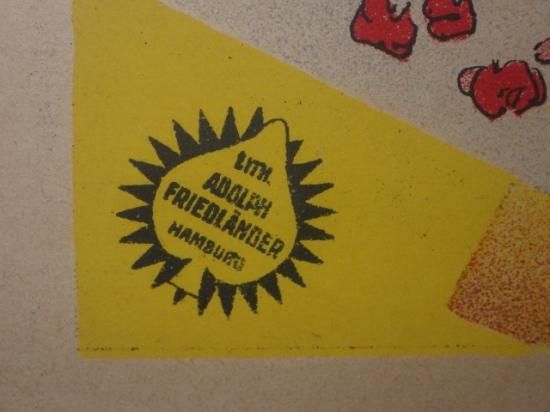 LITH.
ADOLPH
FRIEDLÄNDER
HAMBURG